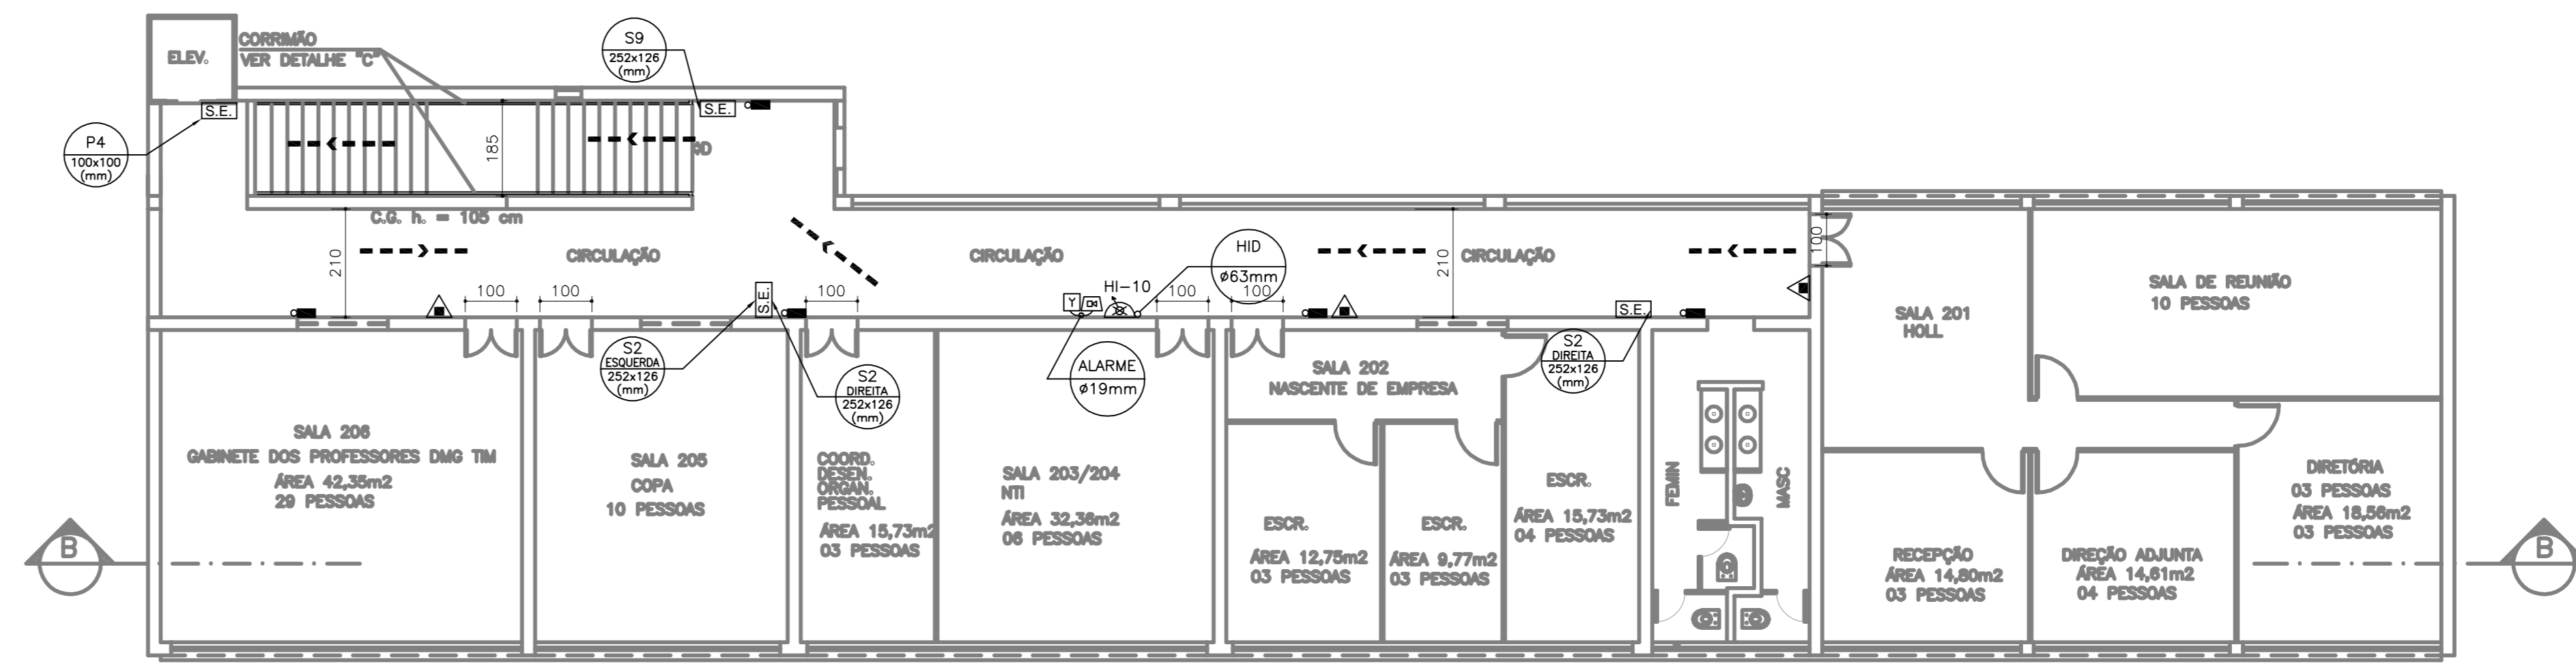 ELEV.
CORRIMÃO
VER DETALHE "C"
S9
252x126
(mm)
S.E.
S.E.
P4
100x100
(mm)
185
C.G. h. = 105 cm
210
CIRCULAÇÃO
CIRCULAÇÃO
CIRCULAÇÃO
210
100
HID
ø63mm
HI-10
100
100
100
100
100
S.E.
S.E.
Y
S2
ESQUERDA
252x126
(mm)
S2
DIREITA
252x126
(mm)
ALARME
ø19mm
S2
DIREITA
252x126
(mm)
SALA 206
GABINETE DOS PROFESSORES DMG TIM
ÁREA 42,35m2
29 PESSOAS
SALA 205
COPA
10 PESSOAS
COORD.
DESEN.
ORGAN.
PESSOAL
ÁREA 15,73m2
03 PESSOAS
SALA 203/204
NTI
ÁREA 32,36m2
06 PESSOAS
SALA 202
NASCENTE DE EMPRESA
ESCR.
ÁREA 12,75m2
03 PESSOAS
ESCR.
ÁREA 9,77m2
03 PESSOAS
ESCR.
ÁREA 15,73m2
04 PESSOAS
FEMIN
MASC
SALA 201
HOLL
SALA DE REUNIÃO
10 PESSOAS
RECEPÇÃO
ÁREA 14,80m2
03 PESSOAS
DIREÇÃO ADJUNTA
ÁREA 14,61m2
04 PESSOAS
DIRETÓRIA
03 PESSOAS
ÁREA 18,56m2
03 PESSOAS
B
B